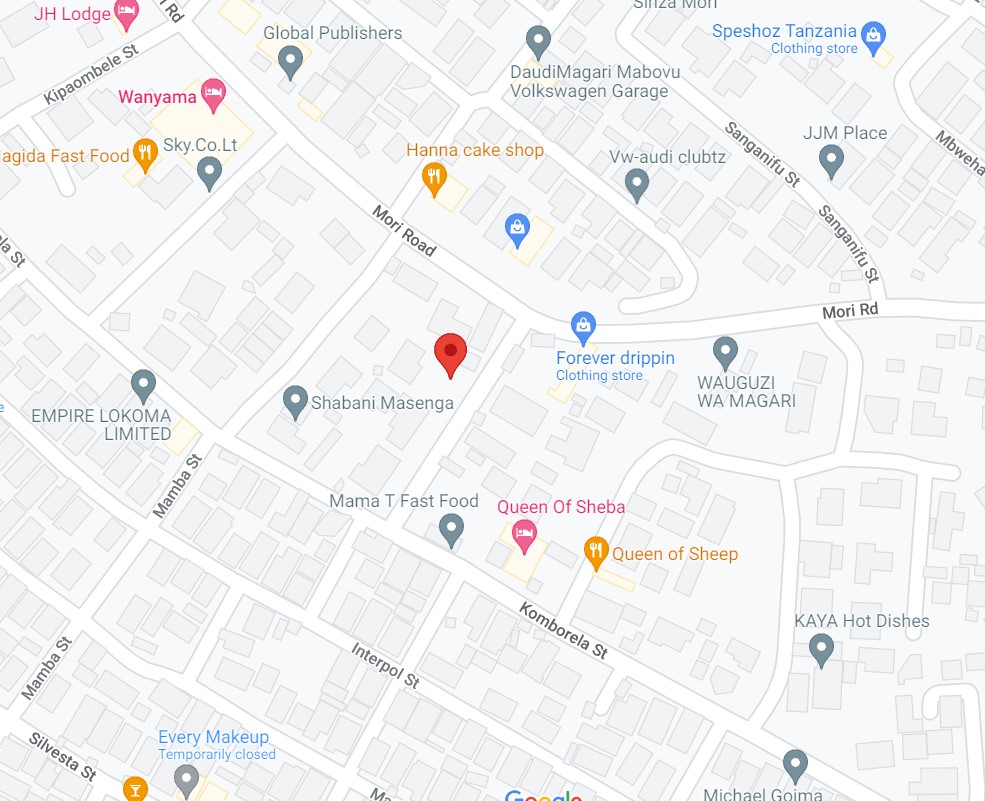 JH Lodge
Rd
Sinza Mori
Global Publishers
Speshoz Tanzania
Clothing store
Kipaombele St
DaudiMagari Mabovu
Volkswagen Garage
Wanyama
Sanganifu St
JJM Place
Mbweha
agida Fast Food
Sky.Co.Lt
Hanna cake shop
Vw-audi clubtz
Mori Road
Sanganifu St
St
Mori Rd
Forever drippin
Clothing store
WAUGUZI
WA MAGARI
EMPIRE LOKOMA
LIMITED
Shabani Masenga
Mamba St
Mama T Fast Food
Queen Of Sheba
Queen of Sheep
Komborela St
KAYA Hot Dishes
Mamba St
Interpol St
Silvesta St
Every Makeup
Temporarily closed
Ma
Google
Michael Goima